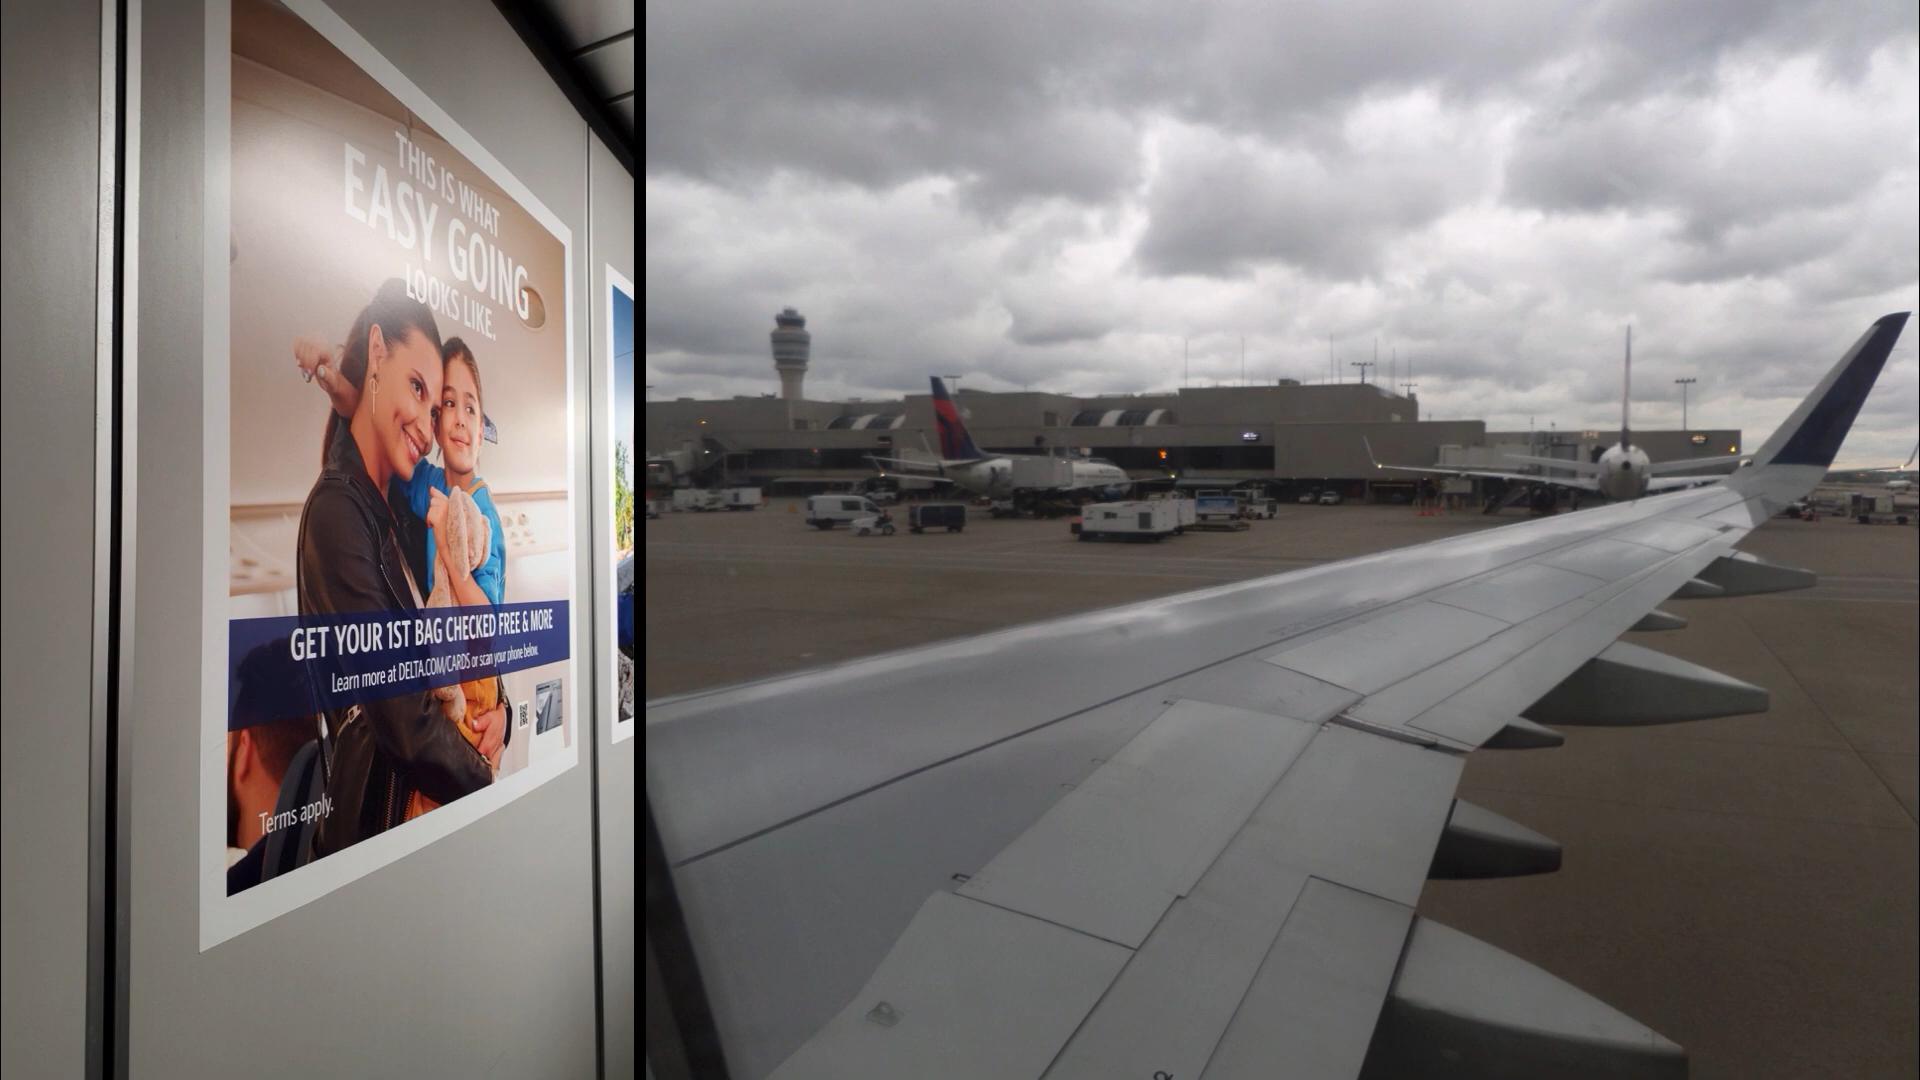 THIS IS WHAT
EASY GOING
LOOKS LIKE.
GET YOUR 1ST BAG CHECKED FREE & MORE
Learn more at DELTA.COM/CARDS or scan your phone below.
Terms apply.